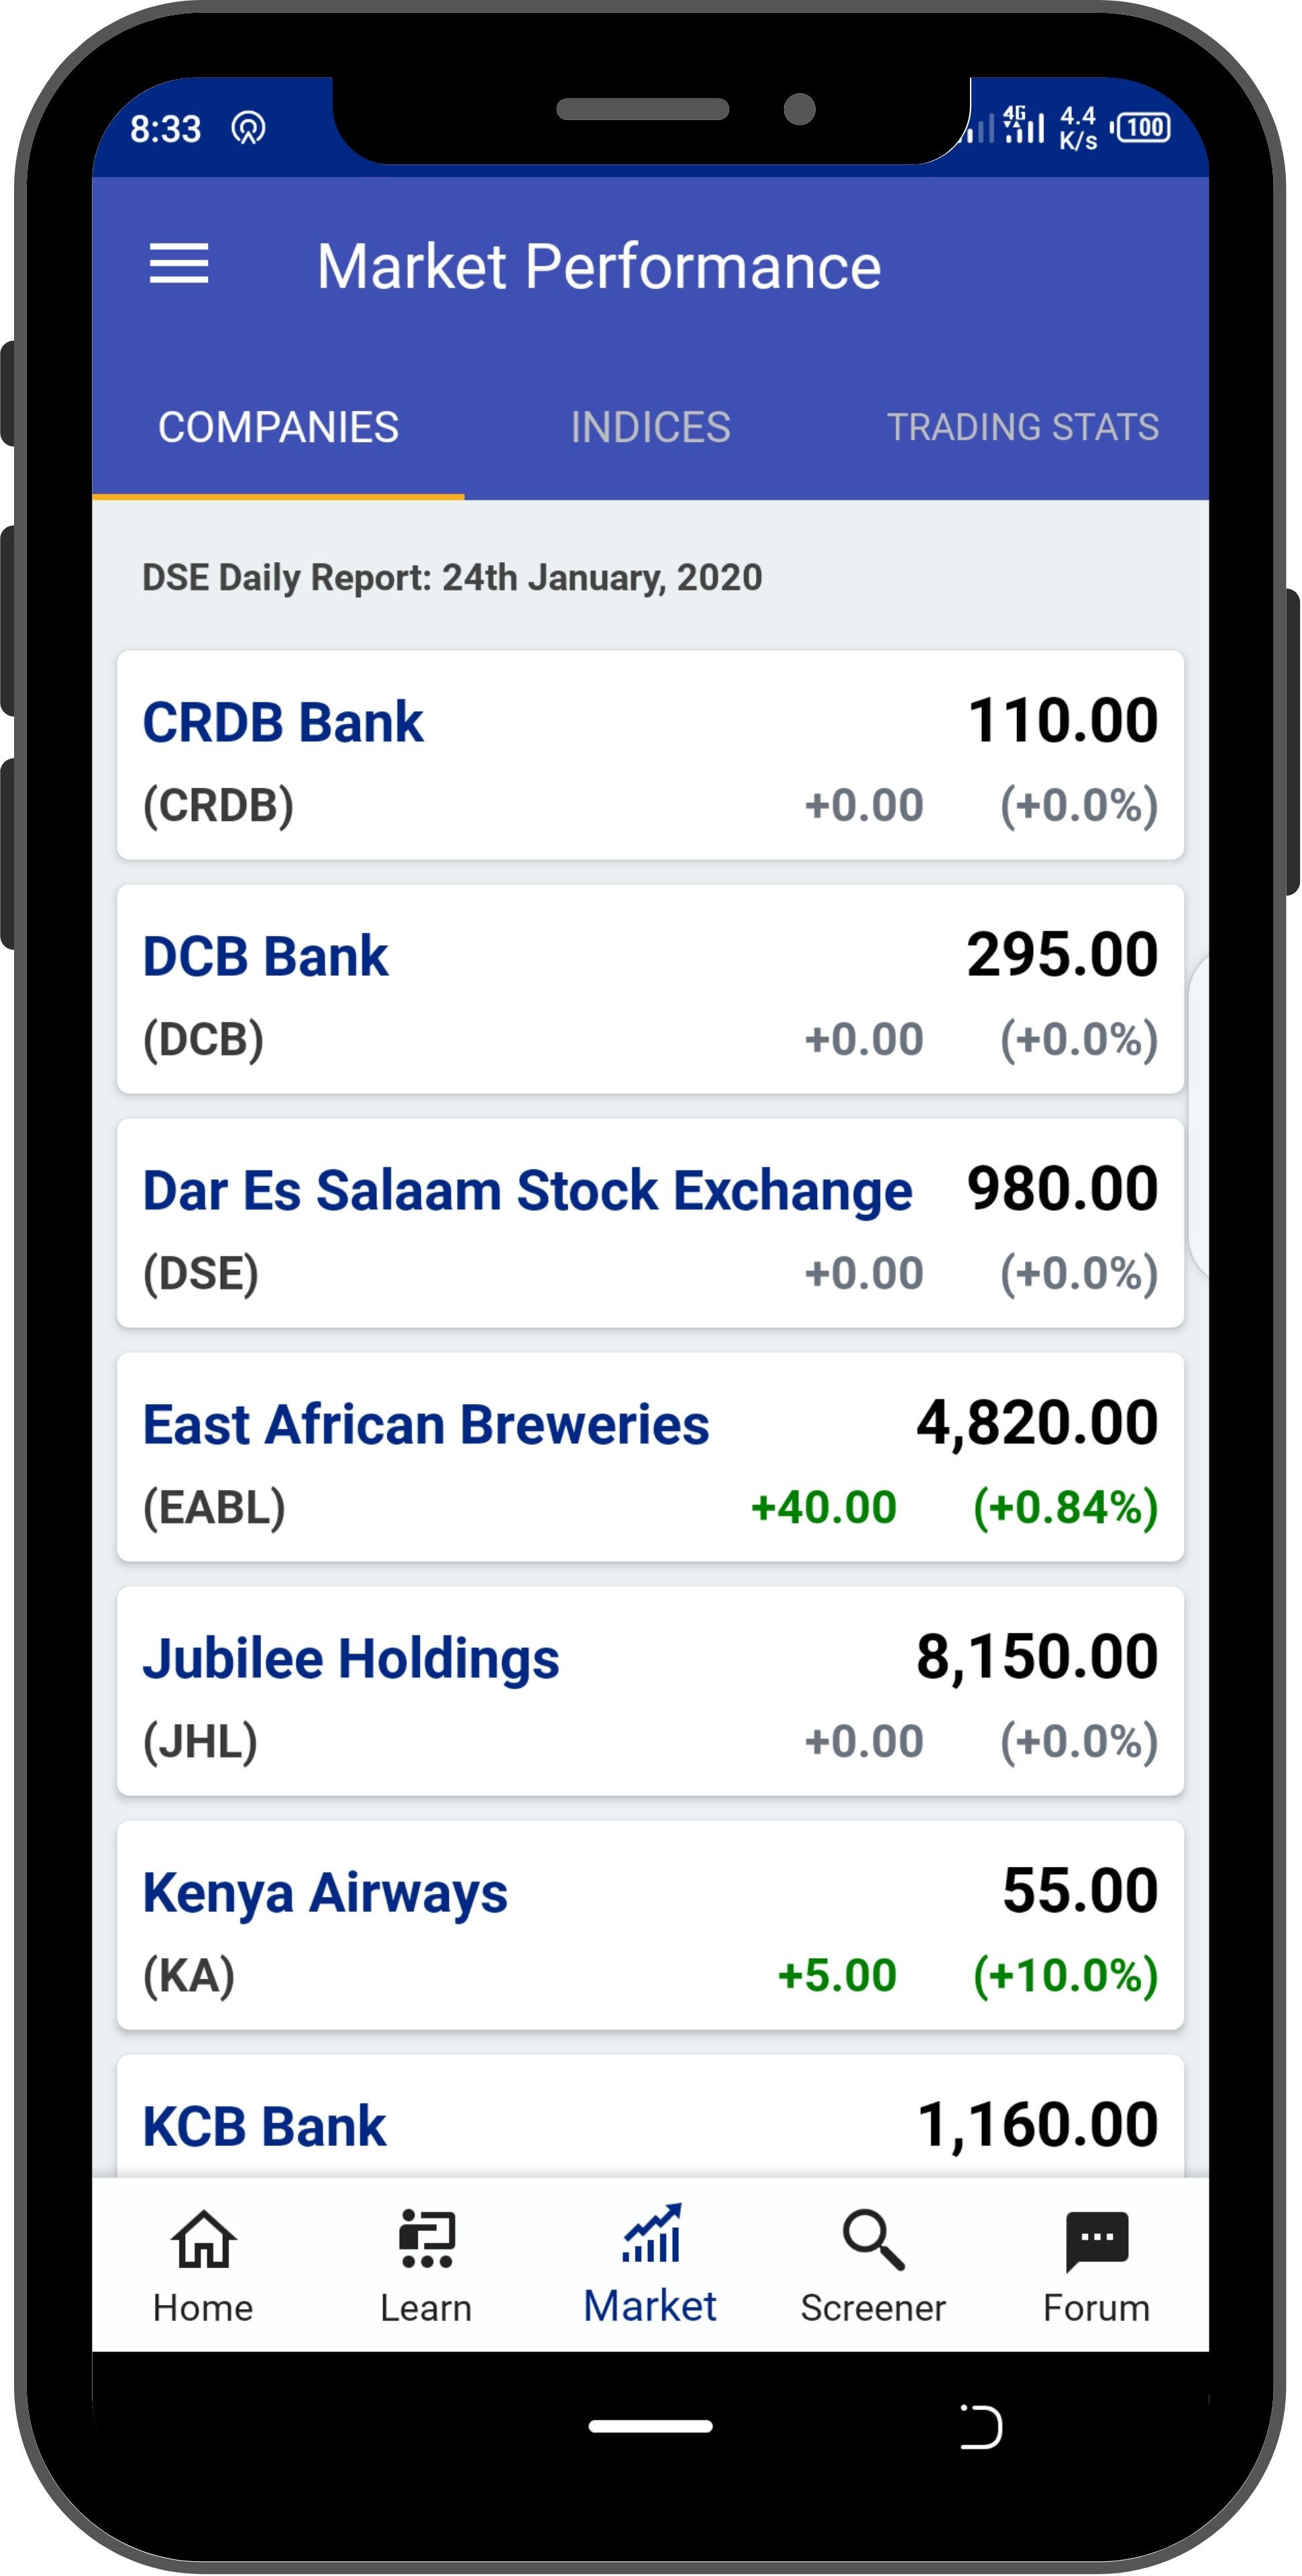 8:33 4G 4.4 K/s 100
Market Performance
COMPANIES INDICES TRADING STATS
DSE Daily Report: 24th January, 2020
CRDB Bank 110.00
(CRDB) +0.00 (+0.0%)
DCB Bank 295.00
(DCB) +0.00 (+0.0%)
Dar Es Salaam Stock Exchange 980.00
(DSE) +0.00 (+0.0%)
East African Breweries 4,820.00
(EABL) +40.00 (+0.84%)
Jubilee Holdings 8,150.00
(JHL) +0.00 (+0.0%)
Kenya Airways 55.00
(KA) +5.00 (+10.0%)
KCB Bank 1,160.00
Home Learn Market Screener Forum